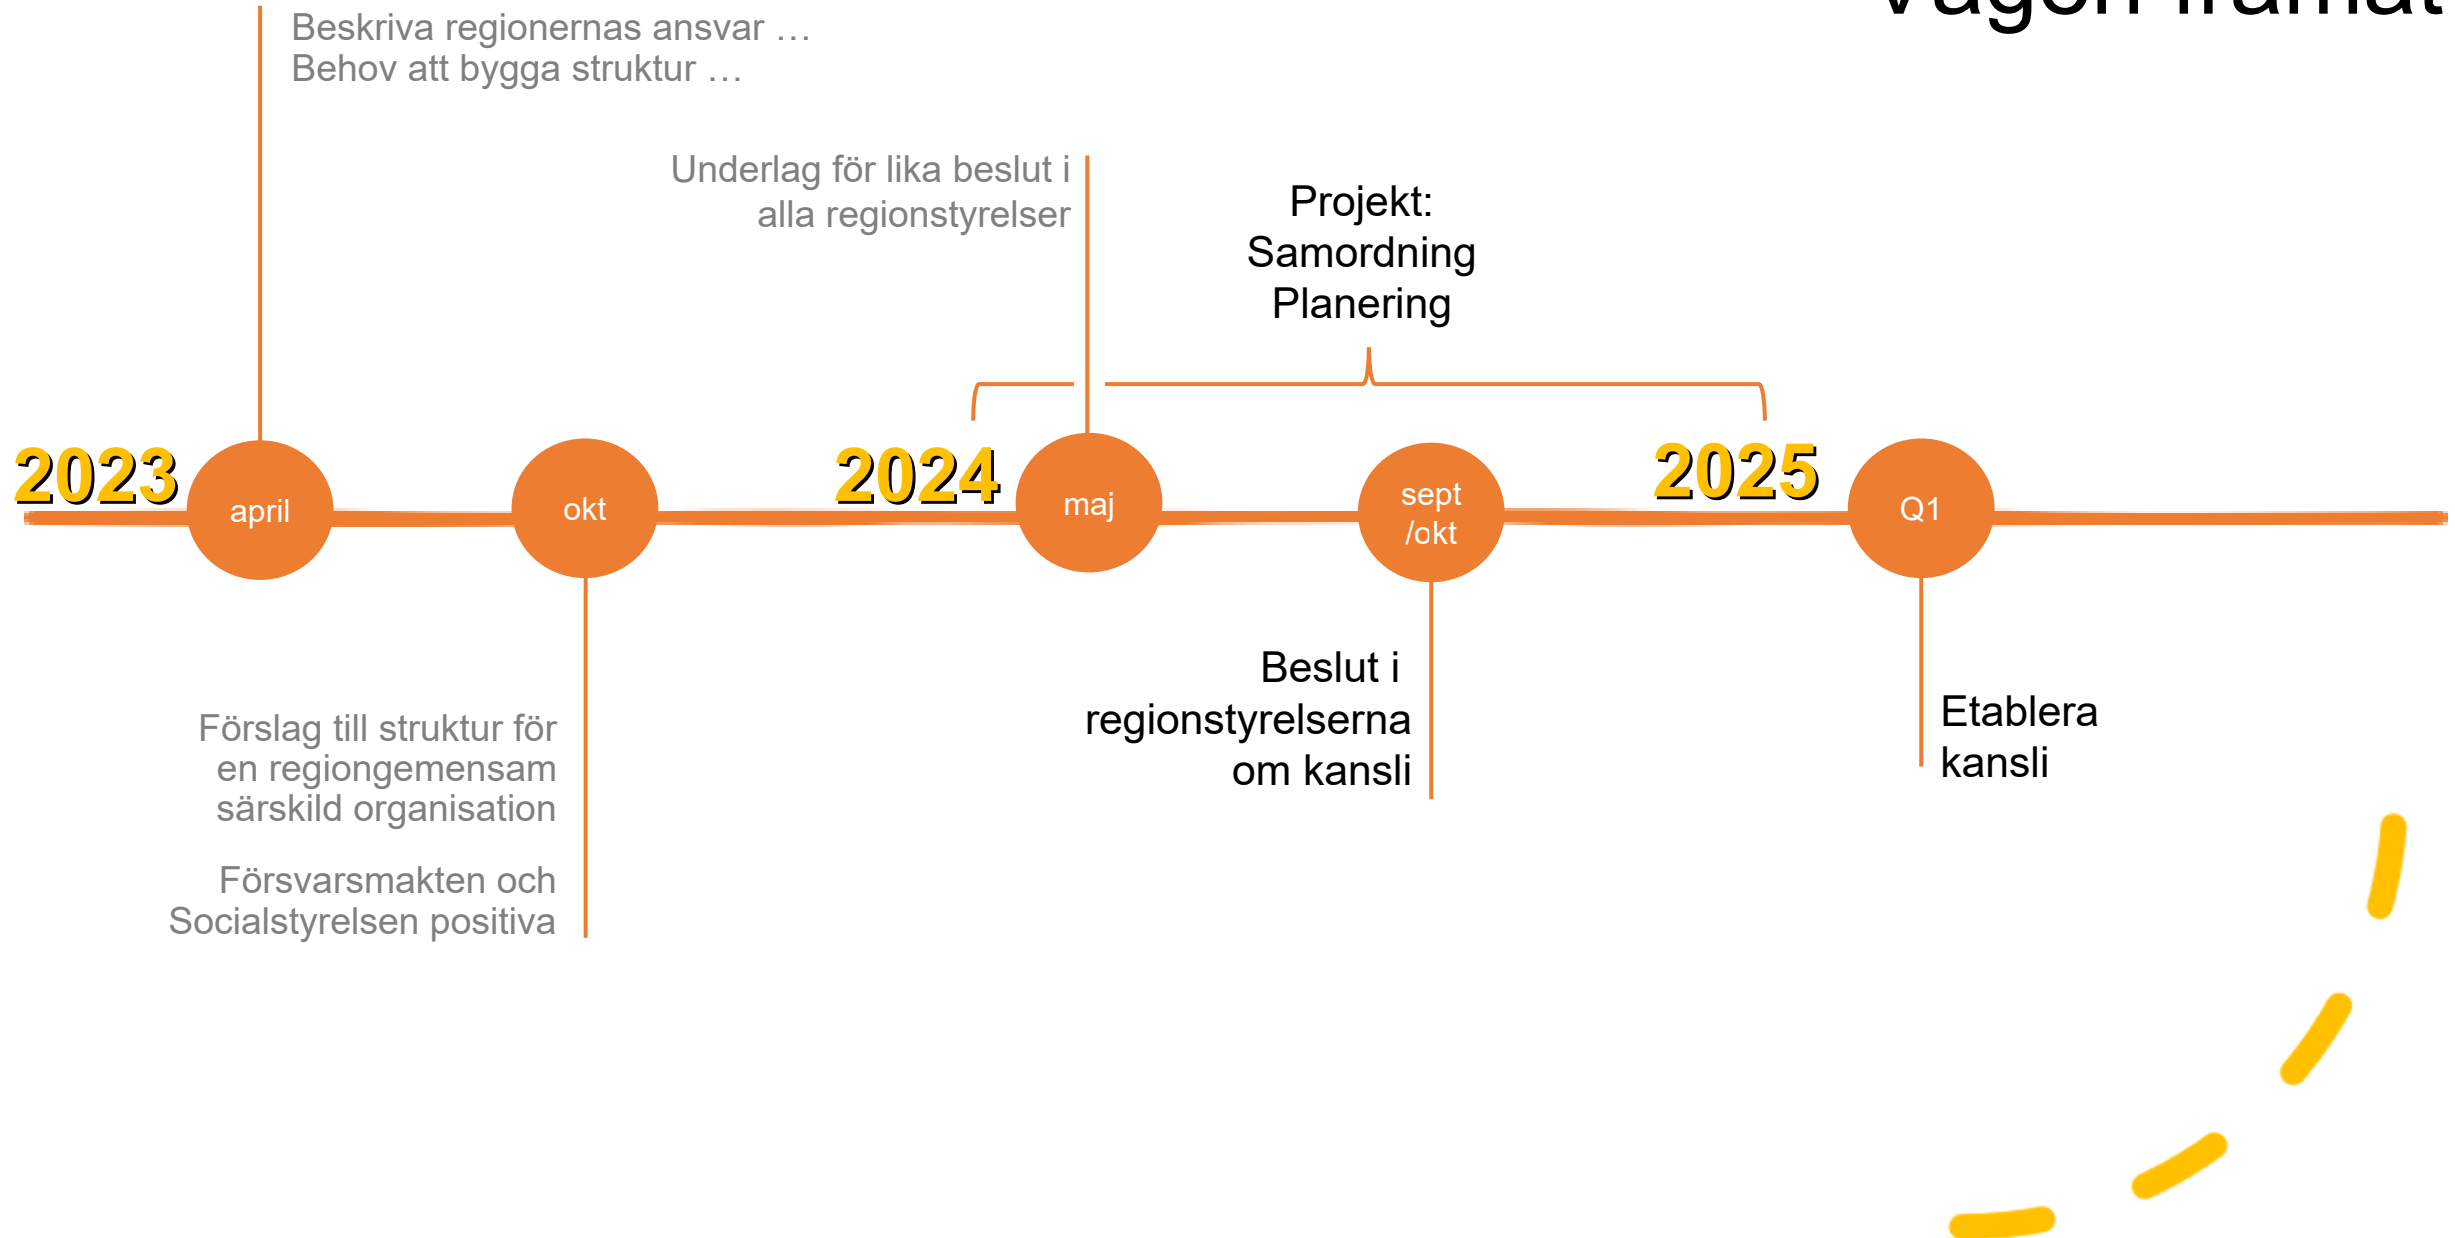 Vägen framåt
Beskriva regionernas ansvar …
Behov att bygga struktur …
Underlag för lika beslut i
alla regionstyrelser
Projekt:
Samordning
Planering
2023
april
okt
2024
maj
sept
/okt
2025
Q1
Förslag till struktur för
en regiongemensam
särskild organisation
Försvarsmakten och
Socialstyrelsen positiva
Beslut i
regionstyrelserna
om kansli
Etablera
kansli